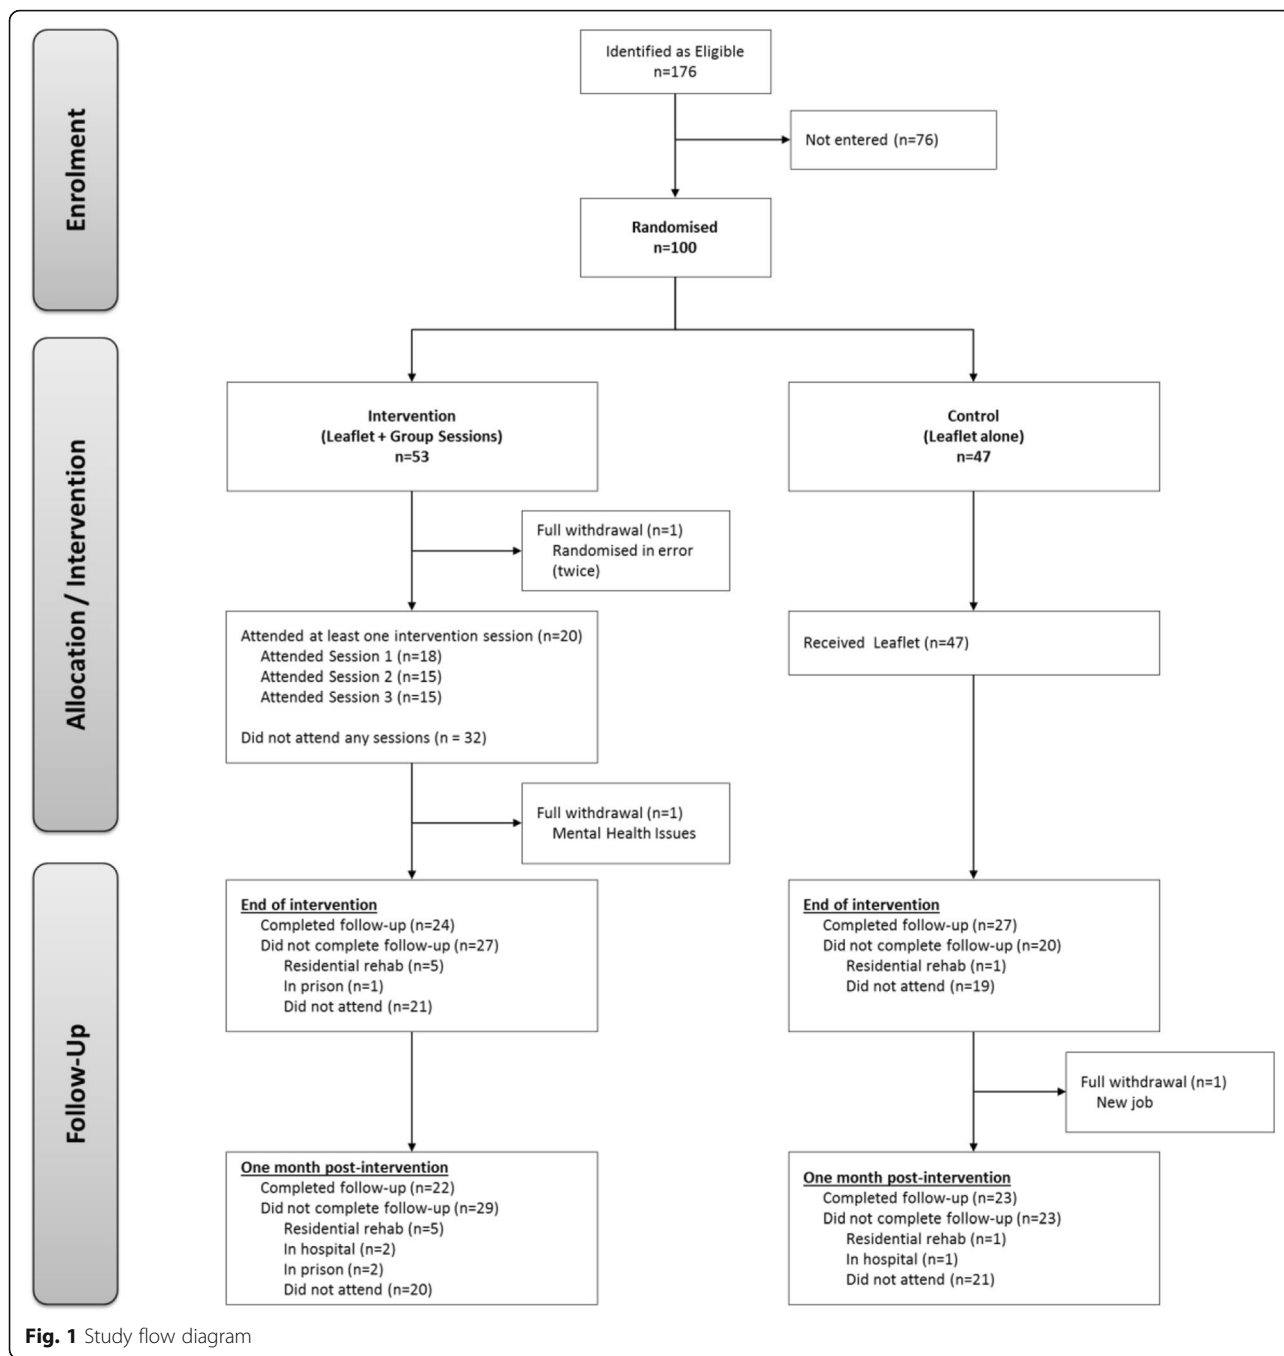 Enrolment
Identified as Eligible
n=176
Not entered (n=76)
Randomised
n=100
Allocation / Intervention
Intervention
(Leaflet + Group Sessions)
n=53
Control
(Leaflet alone)
n=47
Full withdrawal (n=1)
Randomised in error
(twice)
Attended at least one intervention session (n=20)
Attended Session 1 (n=18)
Attended Session 2 (n=15)
Attended Session 3 (n=15)
Did not attend any sessions (n = 32)
Received Leaflet (n=47)
Full withdrawal (n=1)
Mental Health Issues
Follow-Up
End of intervention
Completed follow-up (n=24)
Did not complete follow-up (n=27)
Residential rehab (n=5)
In prison (n=1)
Did not attend (n=21)
End of intervention
Completed follow-up (n=27)
Did not complete follow-up (n=20)
Residential rehab (n=1)
Did not attend (n=19)
Full withdrawal (n=1)
New job
One month post-intervention
Completed follow-up (n=22)
Did not complete follow-up (n=29)
Residential rehab (n=5)
In hospital (n=2)
In prison (n=2)
Did not attend (n=20)
One month post-intervention
Completed follow-up (n=23)
Did not complete follow-up (n=23)
Residential rehab (n=1)
In hospital (n=1)
Did not attend (n=21)
Fig. 1 Study flow diagram